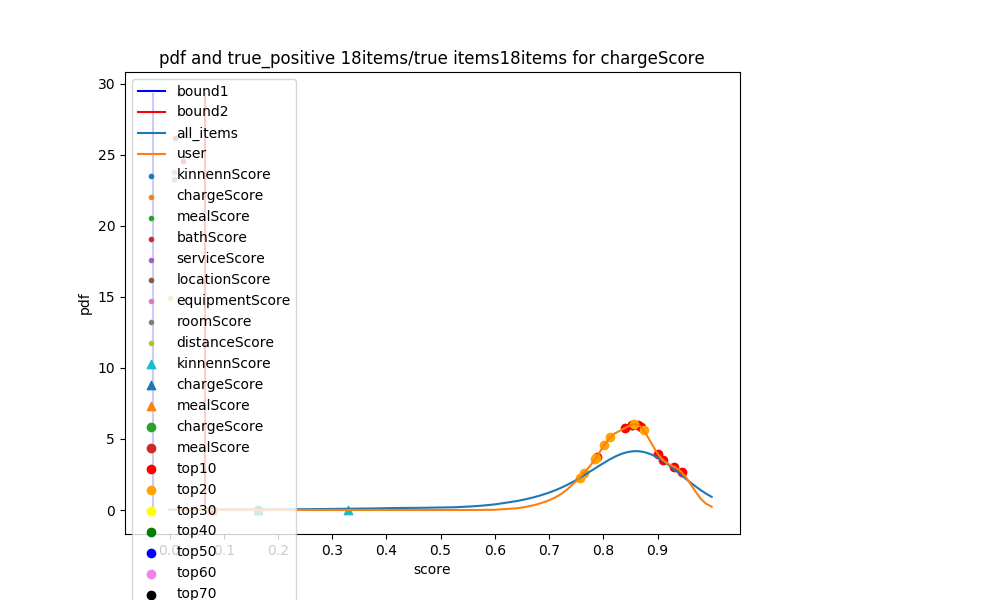 pdf and true_positive 18items/true items18items for chargeScore
30
25
20
15
10
5
0
pdf
bound1
bound2
all_items
user
kinnennScore
chargeScore
mealScore
bathScore
serviceScore
locationScore
equipmentScore
roomScore
distanceScore
kinnennScore
chargeScore
mealScore
chargeScore
mealScore
top10
top20
top30
top40
top50
top60
top70
0.0 0.1 0.2 0.3 0.4 0.5 0.6 0.7 0.8 0.9
score